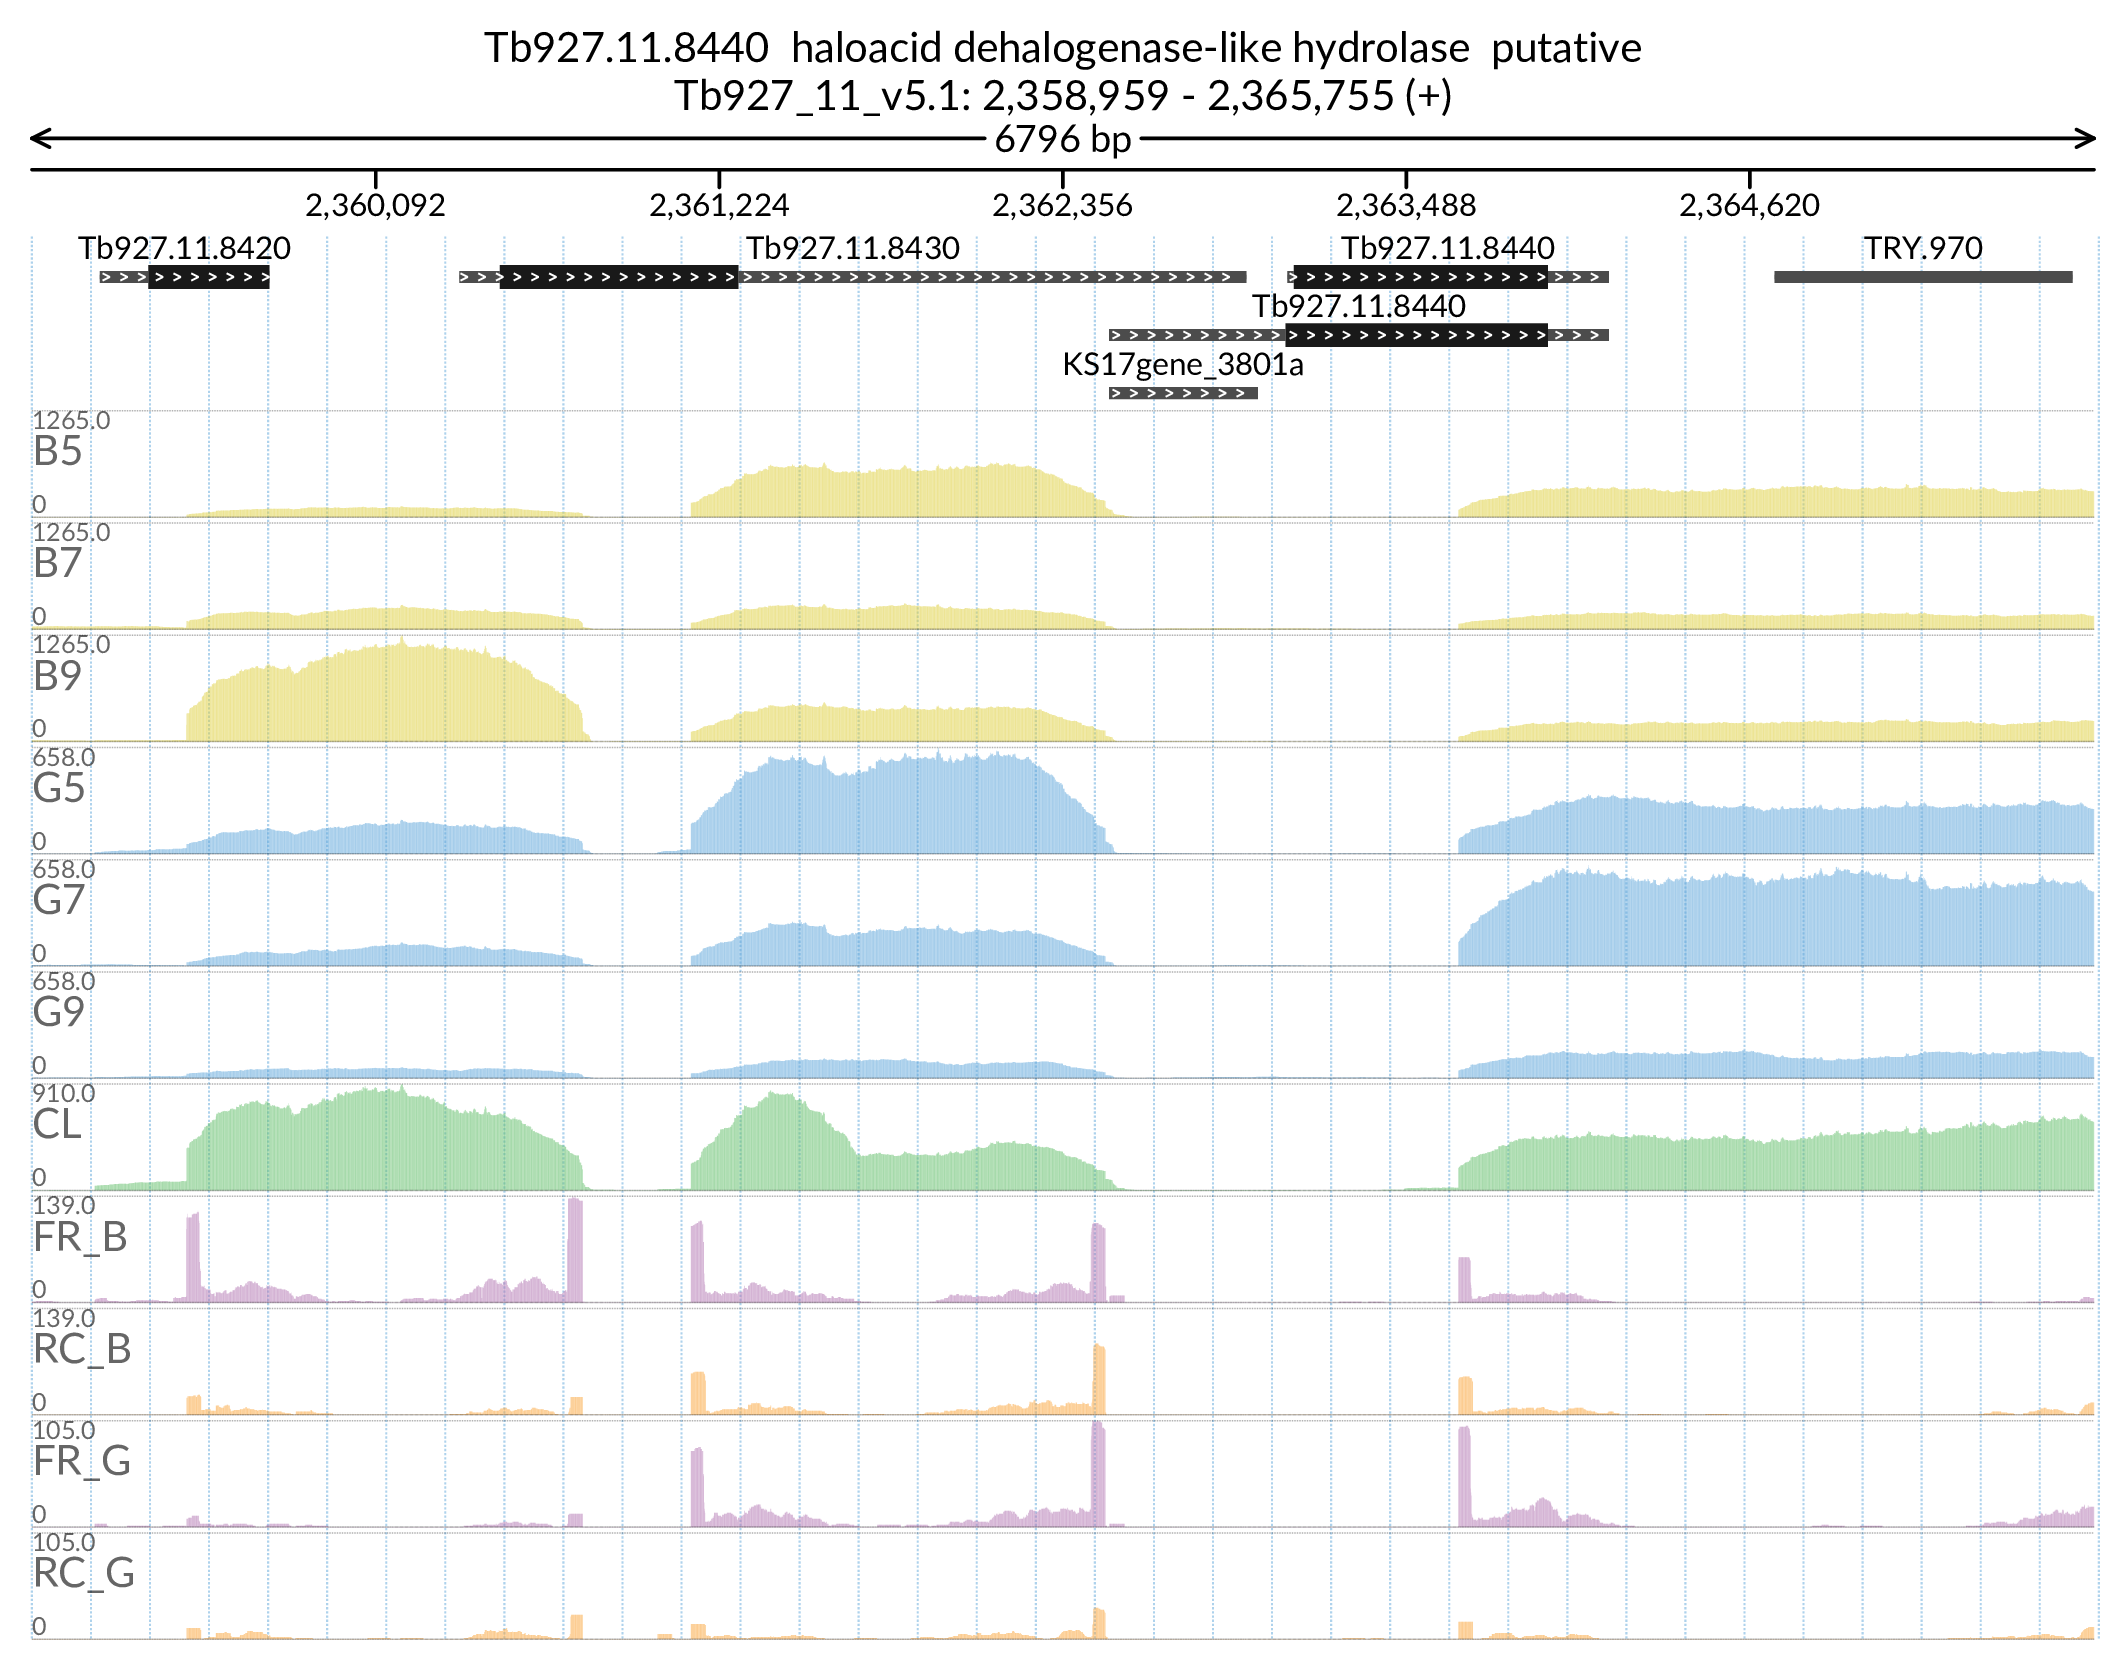 Tb927.11.8440  haloacid dehalogenase-like hydrolase  putative
Tb927_11_v5.1: 2,358,959 - 2,365,755 (+)
6796 bp
2,360,092 2,361,224 2,362,356 2,363,488 2,364,620
Tb927.11.8420 Tb927.11.8430 Tb927.11.8440 TRY.970
Tb927.11.8440
KS17gene_3801a
1265.0
B5
0
1265.0
B7
0
1265.0
B9
0
658.0
G5
0
658.0
G7
0
658.0
G9
0
910.0
CL
0
139.0
FR_B
0
139.0
RC_B
0
105.0
FR_G
0
105.0
RC_G
0